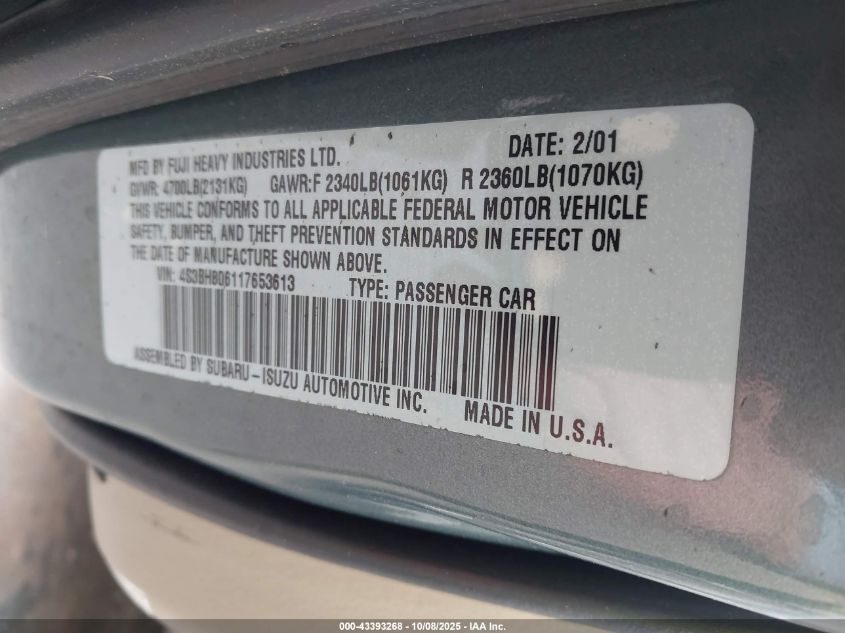 MFD BY FUJI HEAVY INDUSTRIES LTD. DATE: 2/01
GVWR: 4700LB(2131KG) GAWR:F 2340LB(1061KG) R 2360LB(1070KG)
THIS VEHICLE CONFORMS TO ALL APPLICABLE FEDERAL MOTOR VEHICLE
SAFETY, BUMPER, AND THEFT PREVENTION STANDARDS IN EFFECT ON
THE DATE OF MANUFACTURE SHOWN ABOVE.
VIN: 4S3BHB06117653613 TYPE: PASSENGER CAR
ASSEMBLED BY SUBARU-ISUZU AUTOMOTIVE INC. MADE IN U.S.A.
000-43393268 - 10/08/2025 - IAA Inc.